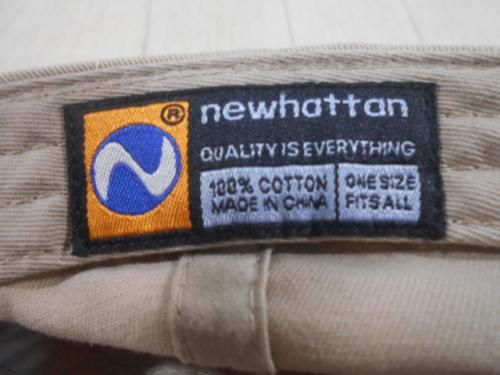 ® newhattan
QUALITY IS EVERYTHING
100% COTTON
MADE IN CHINA
ONE SIZE
FITS ALL